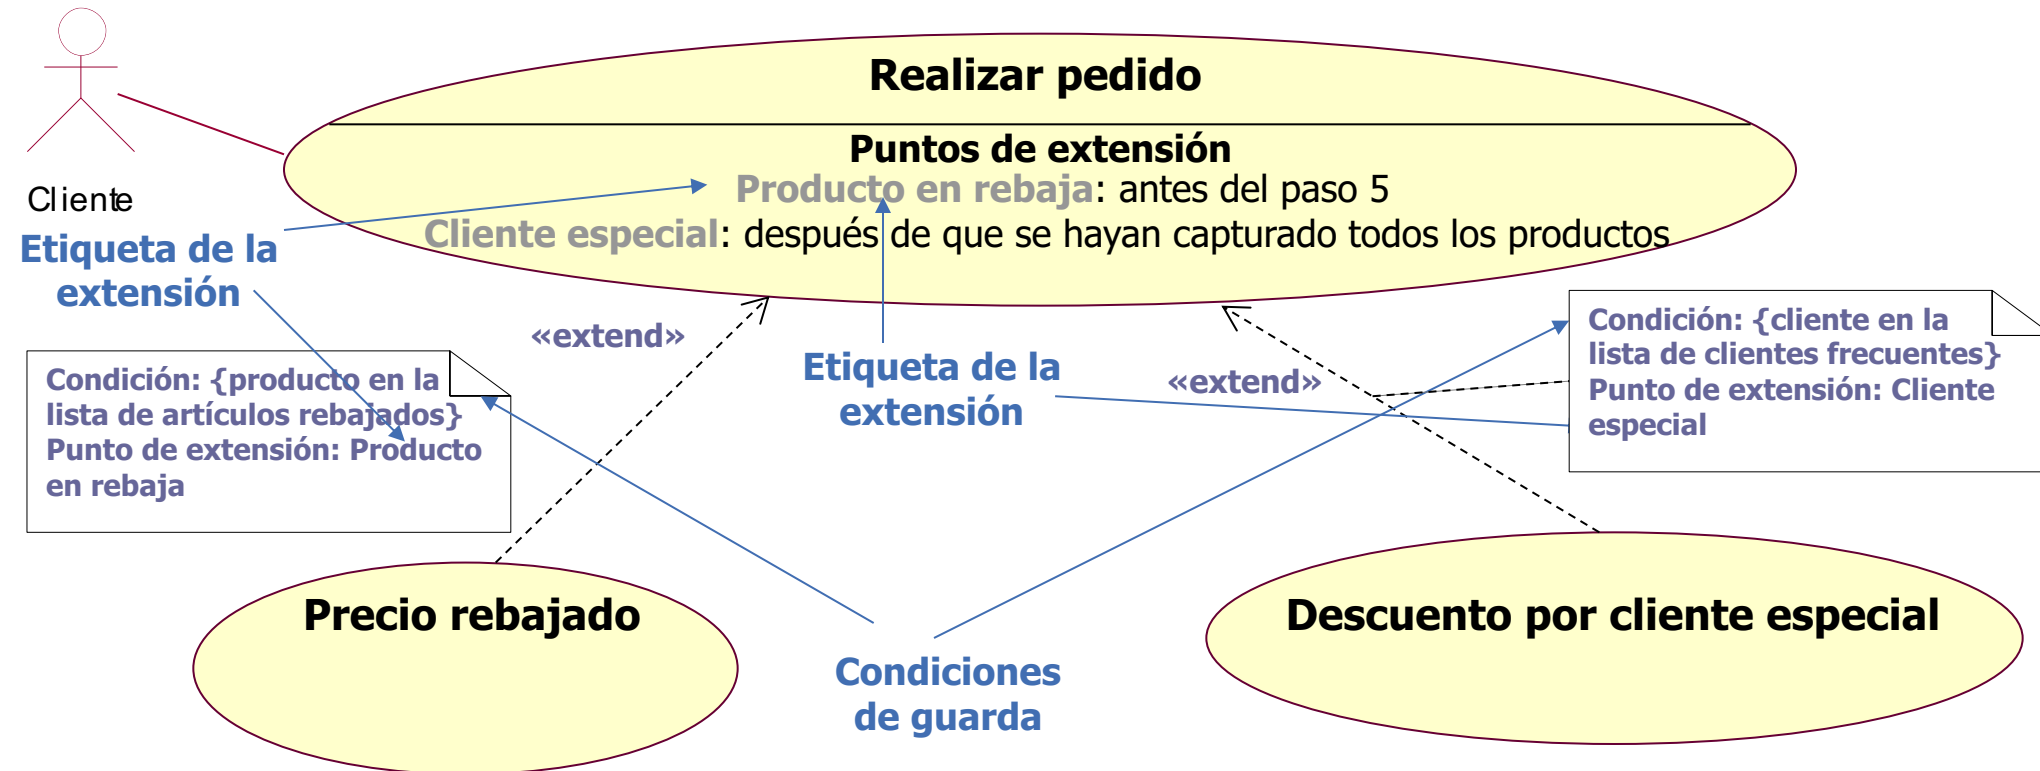 Realizar pedido
Puntos de extensión
Producto en rebaja: antes del paso 5
Cliente especial: después de que se hayan capturado todos los productos
Cliente
Etiqueta de la
extensión
«extend»
Condición: {producto en la
lista de artículos rebajados}
Punto de extensión: Producto
en rebaja
Etiqueta de la
extensión
«extend»
Condición: {cliente en la
lista de clientes frecuentes}
Punto de extensión: Cliente
especial
Precio rebajado
Condiciones
de guarda
Descuento por cliente especial